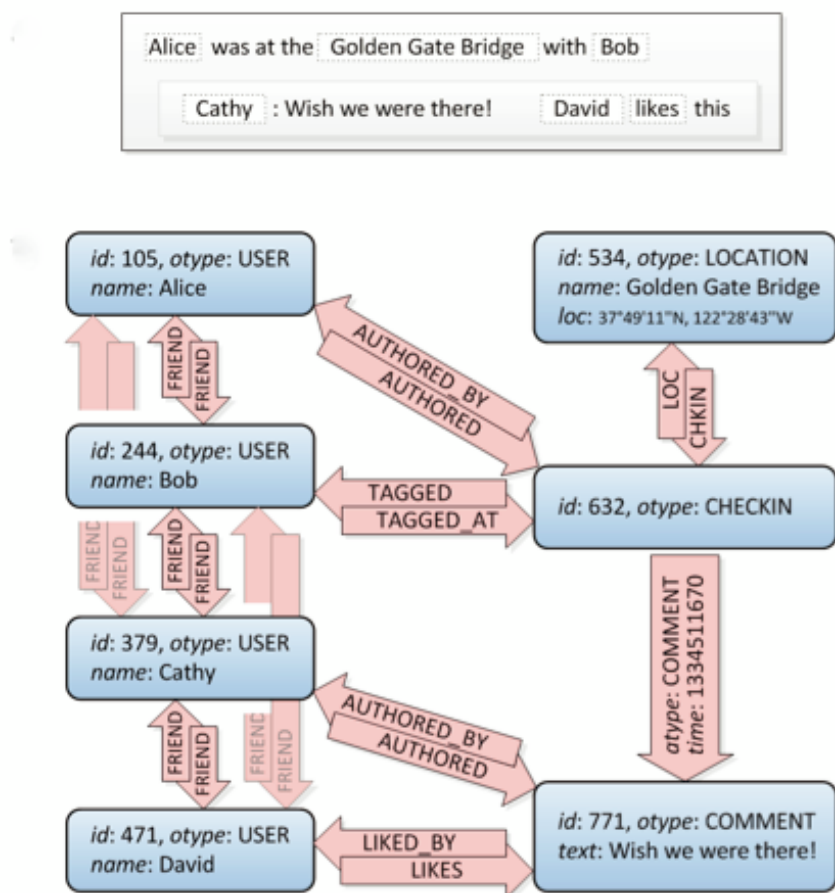 Alice was at the Golden Gate Bridge with Bob
Cathy : Wish we were there! David likes this
id: 105, otype: USER
name: Alice
id: 534, otype: LOCATION
name: Golden Gate Bridge
loc: 37°49'11"N, 122°28'43"W
FRIEND
FRIEND
AUTHORED_BY
AUTHORED
LOC
CHKIN
id: 244, otype: USER
name: Bob
TAGGED
TAGGED_AT
id: 632, otype: CHECKIN
FRIEND
FRIEND
FRIEND
FRIEND
atype: COMMENT
time: 1334511670
id: 379, otype: USER
name: Cathy
FRIEND
FRIEND
FRIEND
FRIEND
AUTHORED_BY
AUTHORED
id: 471, otype: USER
name: David
LIKED_BY
LIKES
id: 771, otype: COMMENT
text: Wish we were there!